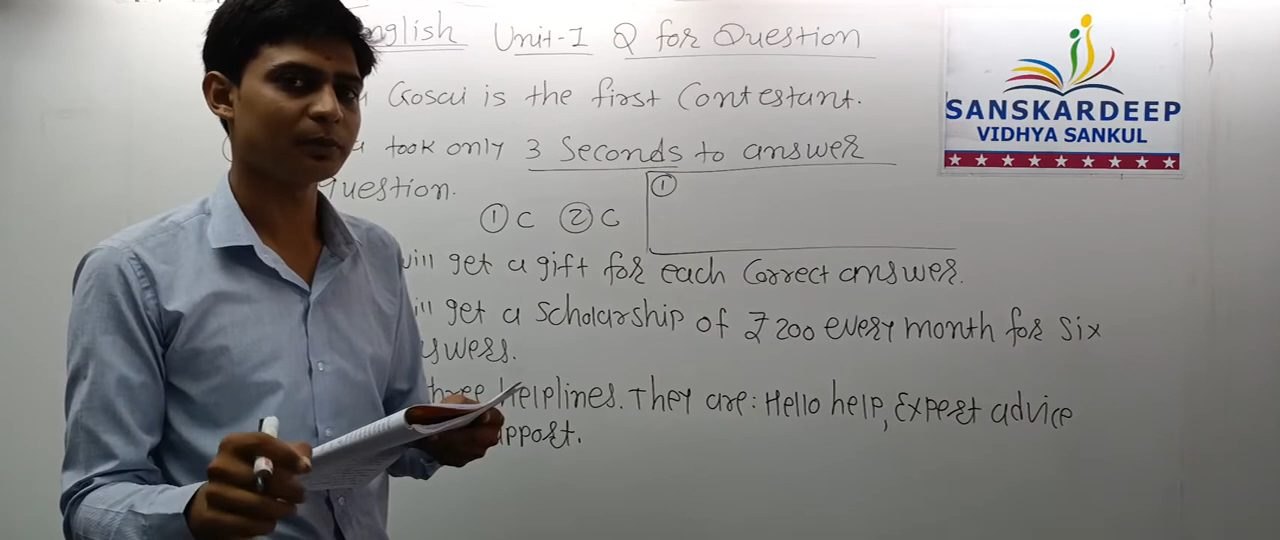 English Unit-I Q for Question
Gosai is the first Contestant.
took only 3 Seconds to answer
question.
① C ② C
①
will get a gift for each Correct answer.
will get a Scholarship of ₹200 every month for six
three helplines. They are: Hello help, Expert advice
SANSKARDEEP
VIDHYA SANKUL